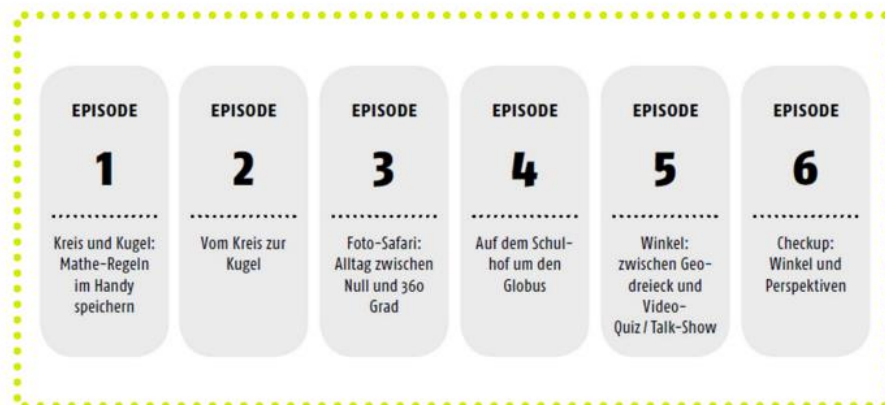 EPISODE
1
Kreis und Kugel:
Mathe-Regeln
im Handy
speichern
EPISODE
2
Vom Kreis zur
Kugel
EPISODE
3
Foto-Safari:
Alltag zwischen
Null und 360
Grad
EPISODE
4
Auf dem Schul-
hof um den
Globus
EPISODE
5
Winkel:
zwischen Geo-
dreieck und
Video-
Quiz / Talk-Show
EPISODE
6
Checkup:
Winkel und
Perspektiven